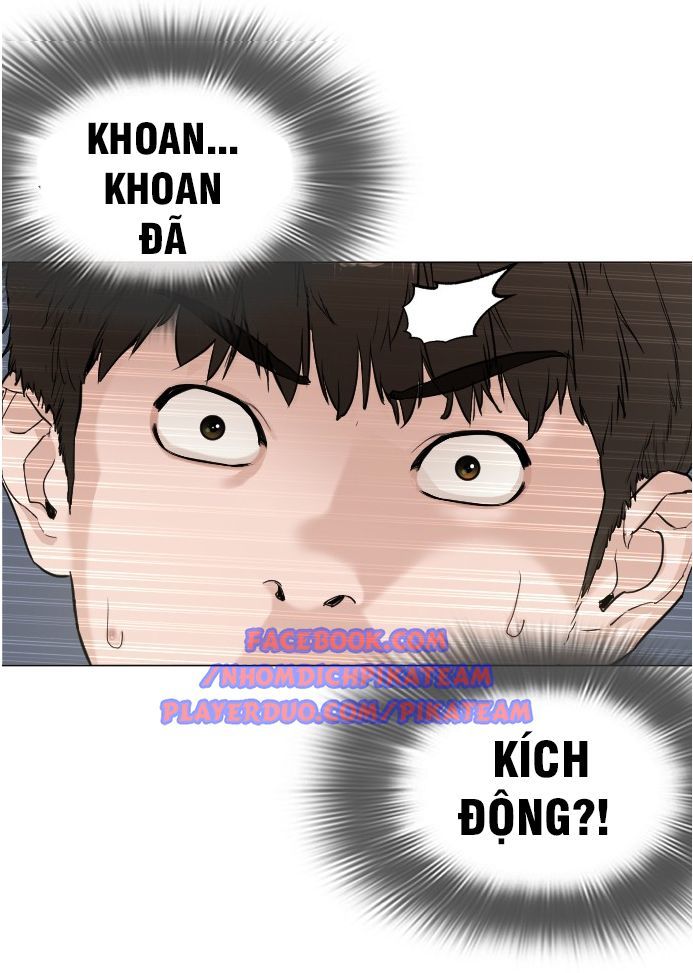 KHOAN...
KHOAN
ĐÃ
FACEBOOK.COM
/NHOMDICHPIKATEAM
PLAYERDUO.COM/PIKATEAM
KÍCH
ĐỘNG?!